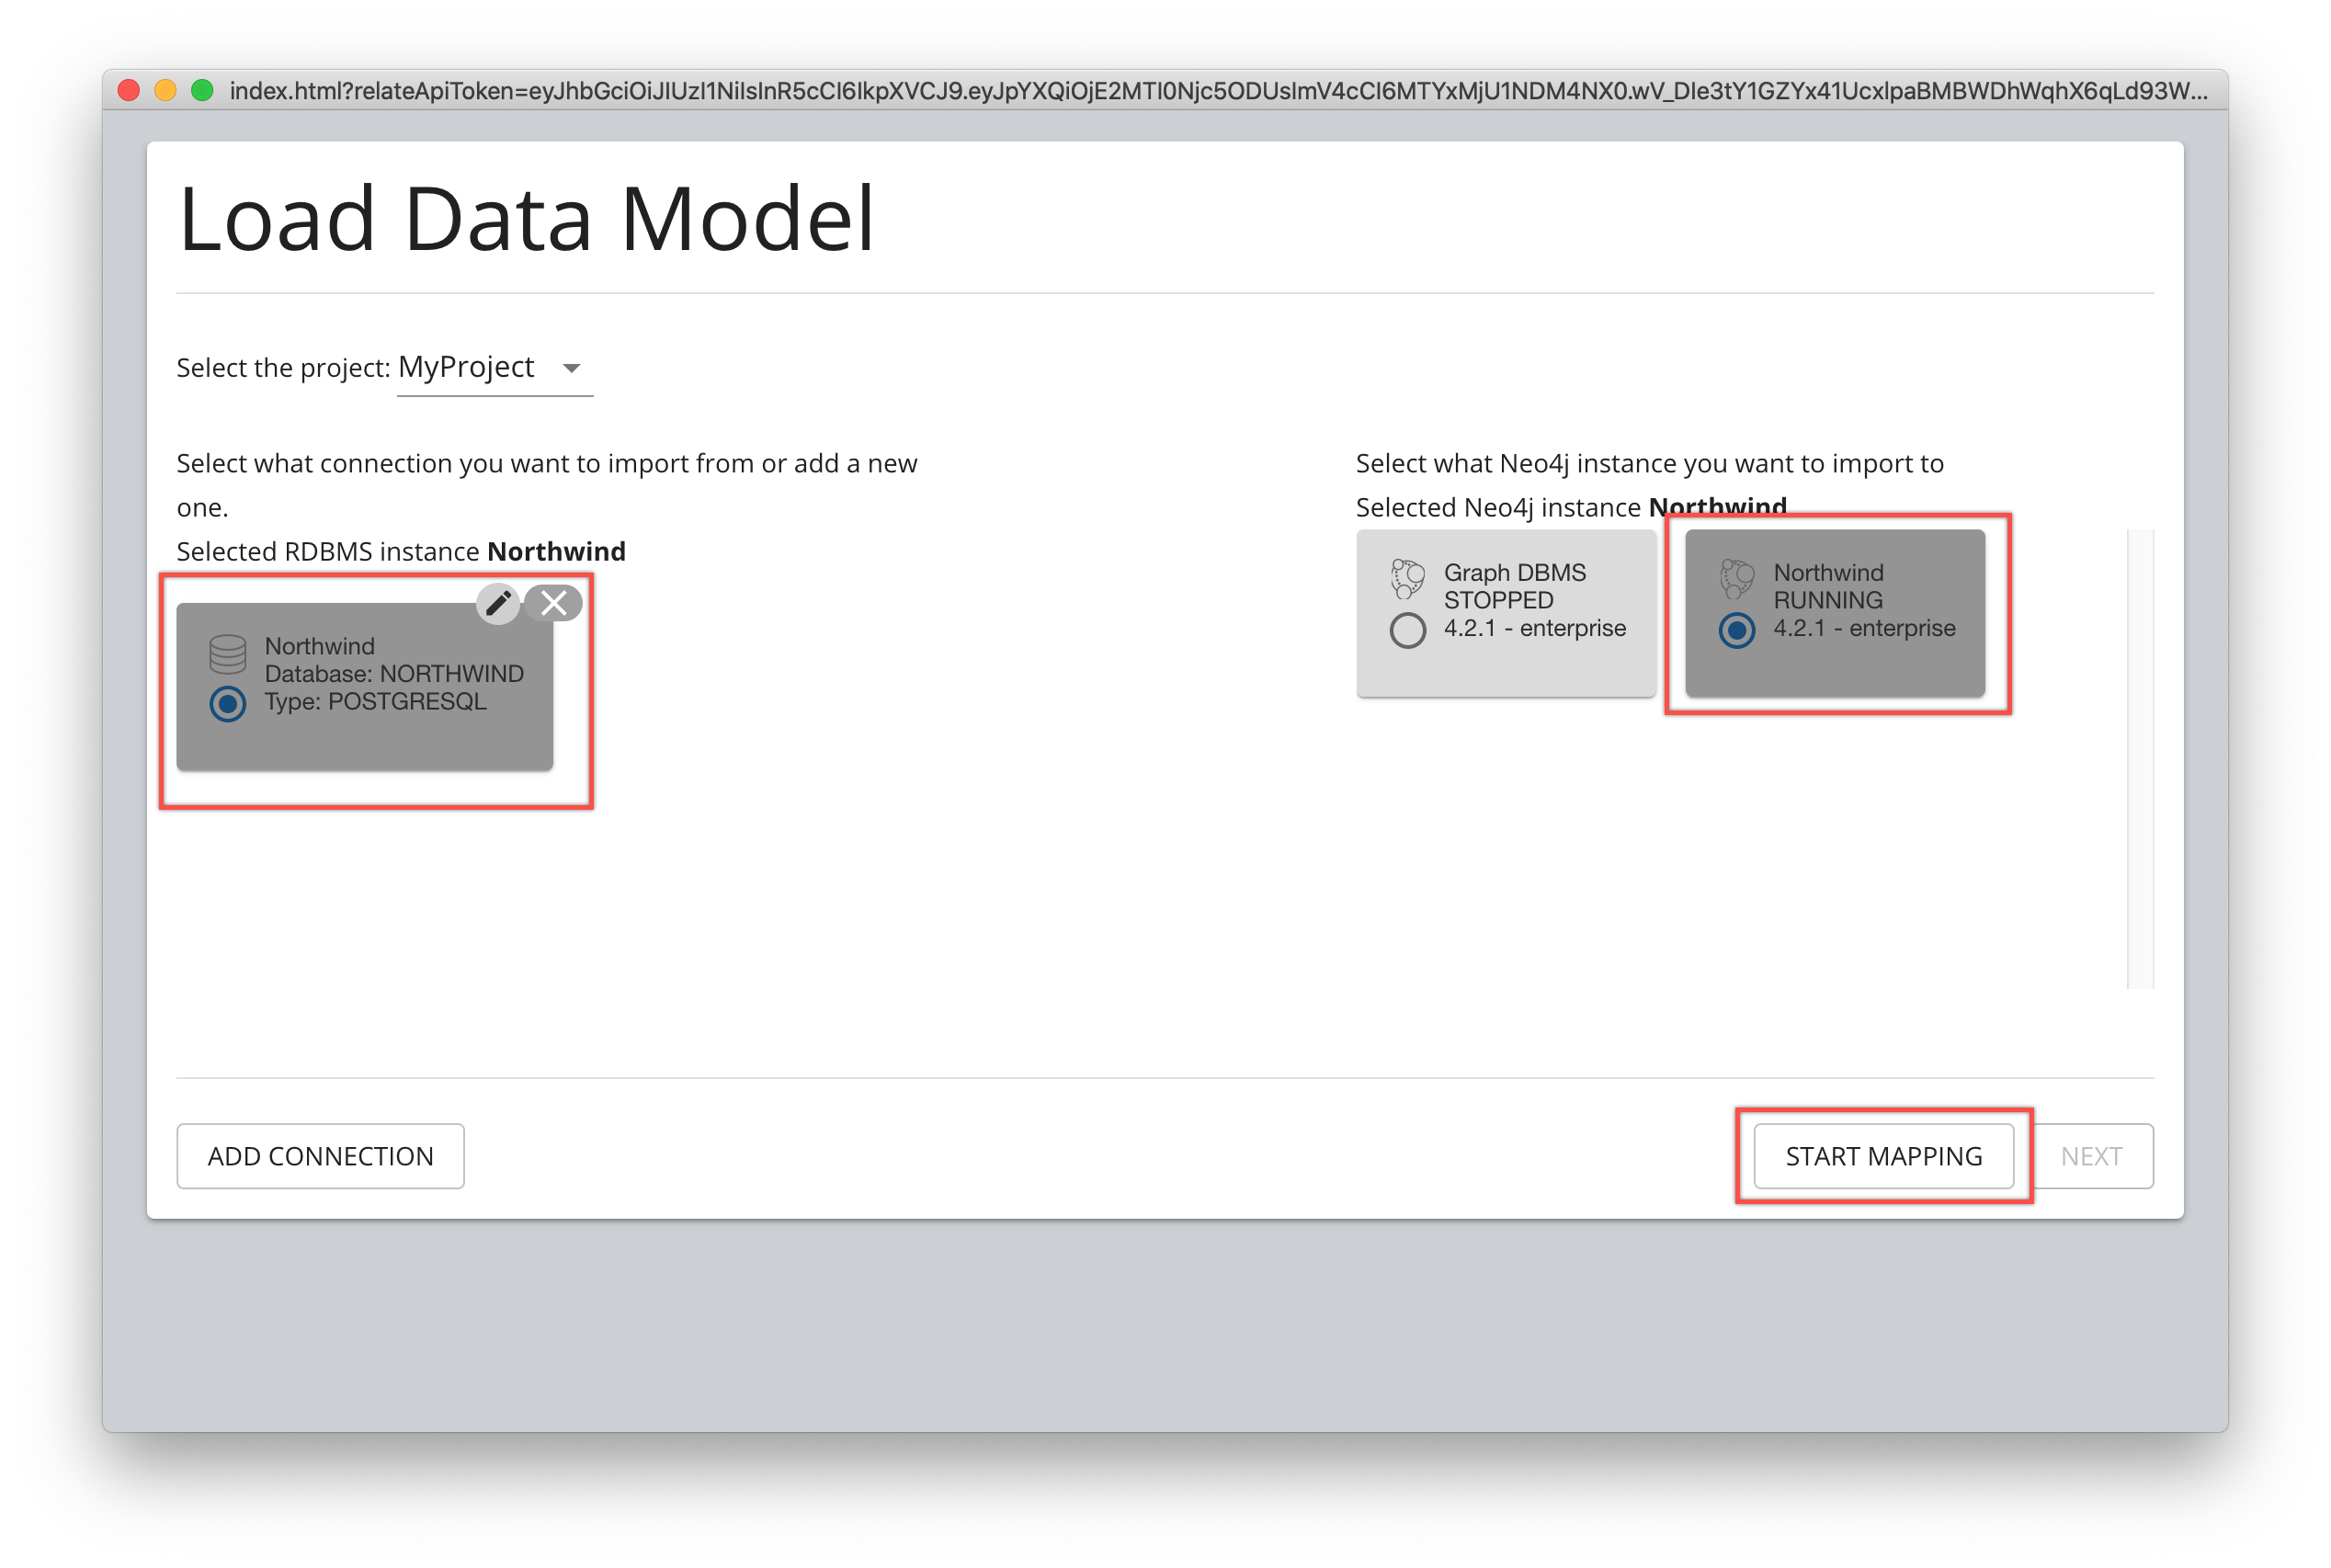 index.html?relateApiToken=eyJhbGciOiJIUzI1NiIsInR5cCI6IkpXVCJ9.eyJpYXQiOjE2MTI0Njc5ODUsImV4cCI6MTYxMjU1NDM4NX0.wV_DIe3tY1GZYx41UcxlpaBMBWDhWqhX6qLd93W...
Load Data Model
Select the project: MyProject
Select what connection you want to import from or add a new
one.
Selected RDBMS instance Northwind
Northwind
Database: NORTHWIND
Type: POSTGRESQL
Select what Neo4j instance you want to import to
Selected Neo4j instance Northwind
Graph DBMS
STOPPED
4.2.1 - enterprise
Northwind
RUNNING
4.2.1 - enterprise
ADD CONNECTION
START MAPPING
NEXT